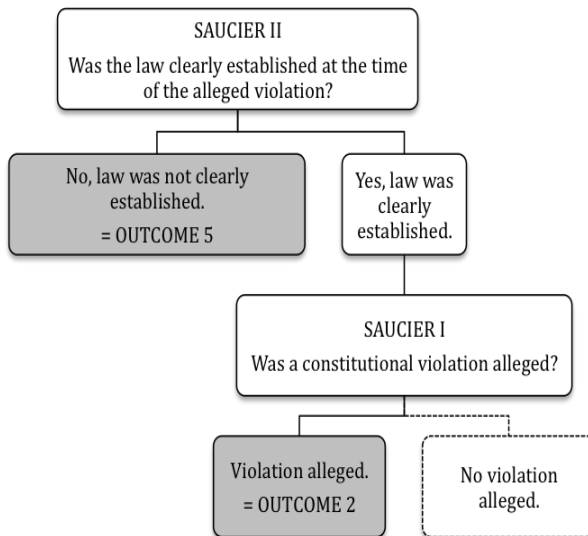 SAUCIER II
Was the law clearly established at the time
of the alleged violation?
No, law was not clearly
established.
= OUTCOME 5
Yes, law was
clearly
established.
SAUCIER I
Was a constitutional violation alleged?
Violation alleged.
= OUTCOME 2
No violation
alleged.